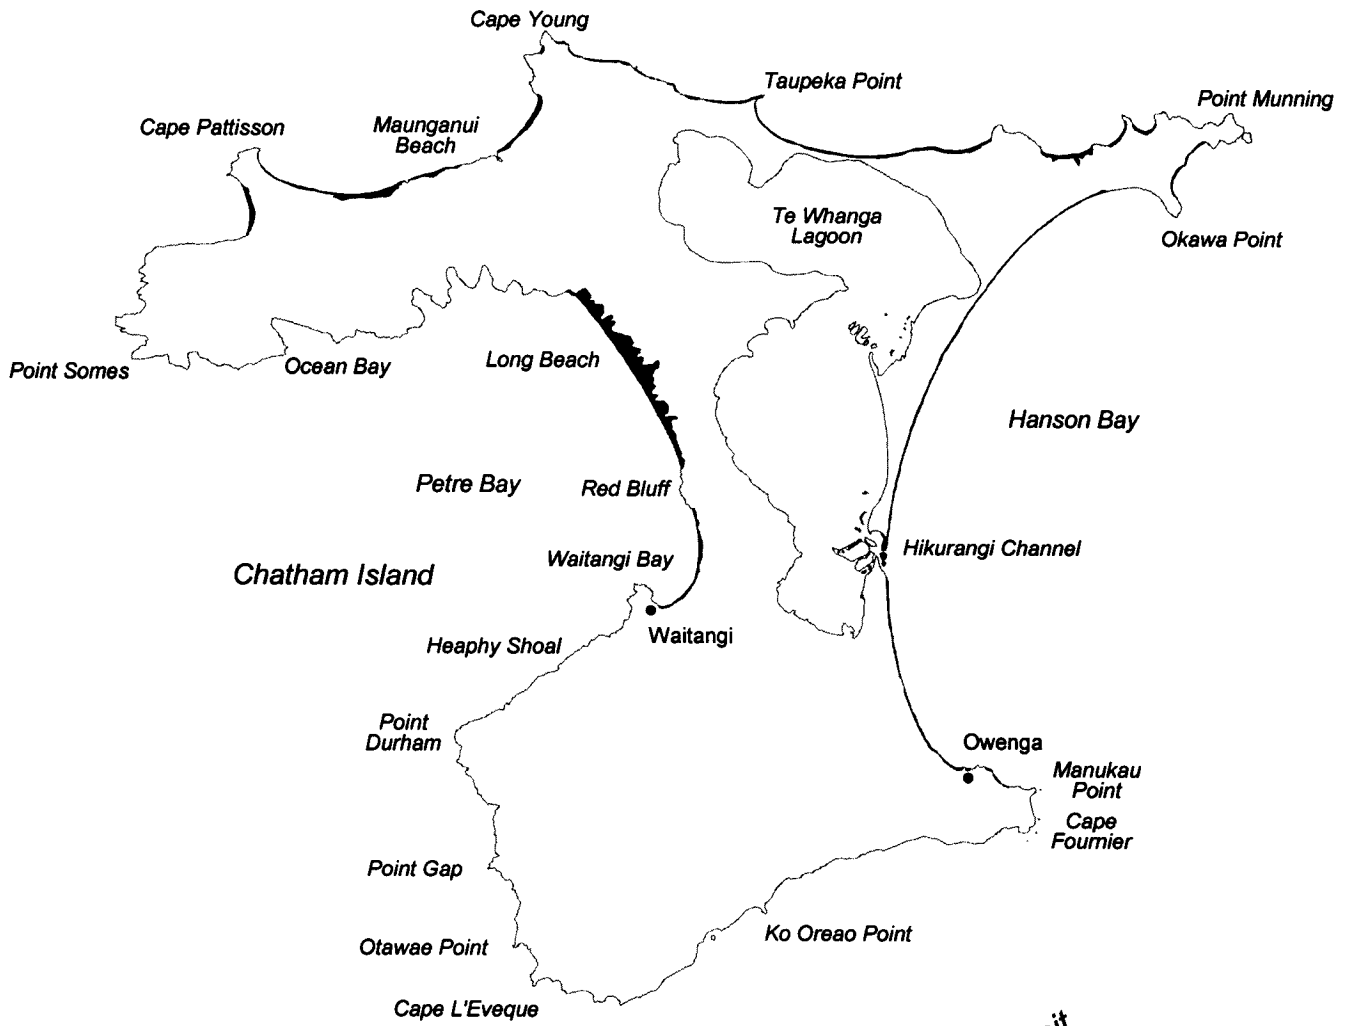 Cape Young
Taupeka Point
Point Munning
Cape Pattisson
Maunganui
Beach
Te Whanga
Lagoon
Okawa Point
Point Somes
Ocean Bay
Long Beach
Hanson Bay
Petre Bay
Red Bluff
Waitangi Bay
Hikurangi Channel
Chatham Island
Waitangi
Heaphy Shoal
Point
Durham
Owenga
Manukau
Point
Cape
Fournier
Point Gap
Ko Oreao Point
Otawae Point
Cape L'Eveque